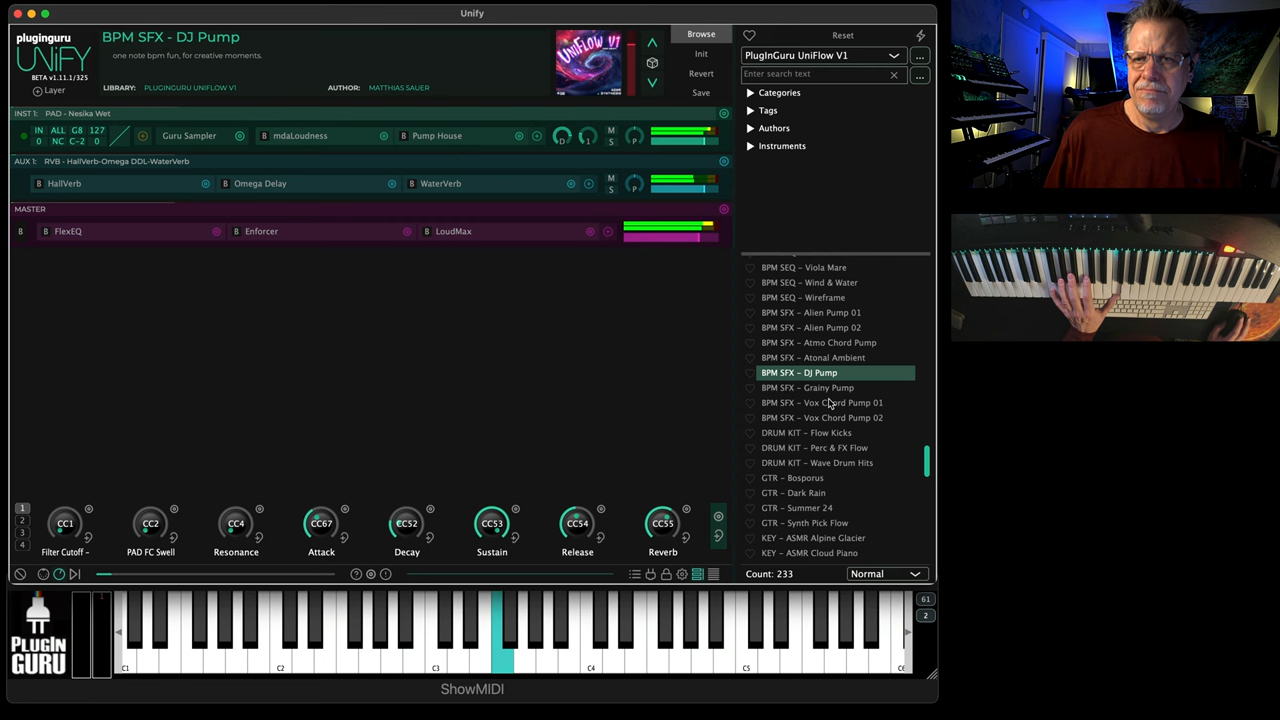 Unify
pluginguru
UNiFY
BETA v1.11.1/325
Layer
BPM SFX - DJ Pump
one note bpm fun, for creative moments.
LIBRARY: PLUGINGURU UNIFLOW V1
AUTHOR: MATTHIAS SAUER
UNIFLOW V1
Browse
Init
Revert
Save
Reset
PlugInGuru UniFlow V1
...
Enter search text
...
Categories
Tags
Authors
Instruments
INST 1: PAD - Nesika Wet
IN ALL G8 127
0 NC C-2 0
Guru Sampler
B mdaLoudness
B Pump House
D
1
M
S
P
AUX 1: RVB - HallVerb-Omega DDL-WaterVerb
B HallVerb
B Omega Delay
B WaterVerb
M
S
P
MASTER
B
B FlexEQ
B Enforcer
B LoudMax
BPM SEQ - Viola Mare
BPM SEQ - Wind & Water
BPM SEQ - Wireframe
BPM SFX - Alien Pump 01
BPM SFX - Alien Pump 02
BPM SFX - Atmo Chord Pump
BPM SFX - Atonal Ambient
BPM SFX - DJ Pump
BPM SFX - Grainy Pump
BPM SFX - Vox Chord Pump 01
BPM SFX - Vox Chord Pump 02
DRUM KIT - Flow Kicks
DRUM KIT - Perc & FX Flow
DRUM KIT - Wave Drum Hits
GTR - Bosporus
GTR - Dark Rain
GTR - Summer 24
GTR - Synth Pick Flow
KEY - ASMR Alpine Glacier
KEY - ASMR Cloud Piano
Count: 233
Normal
1
2
3
4
CC1
CC2
CC4
CC67
CC52
CC53
CC54
CC55
Filter Cutoff -
PAD FC Swell
Resonance
Attack
Decay
Sustain
Release
Reverb
PLUGIN
GURU
1
C1
C2
C3
C4
C5
C6
61
2
ShowMIDI